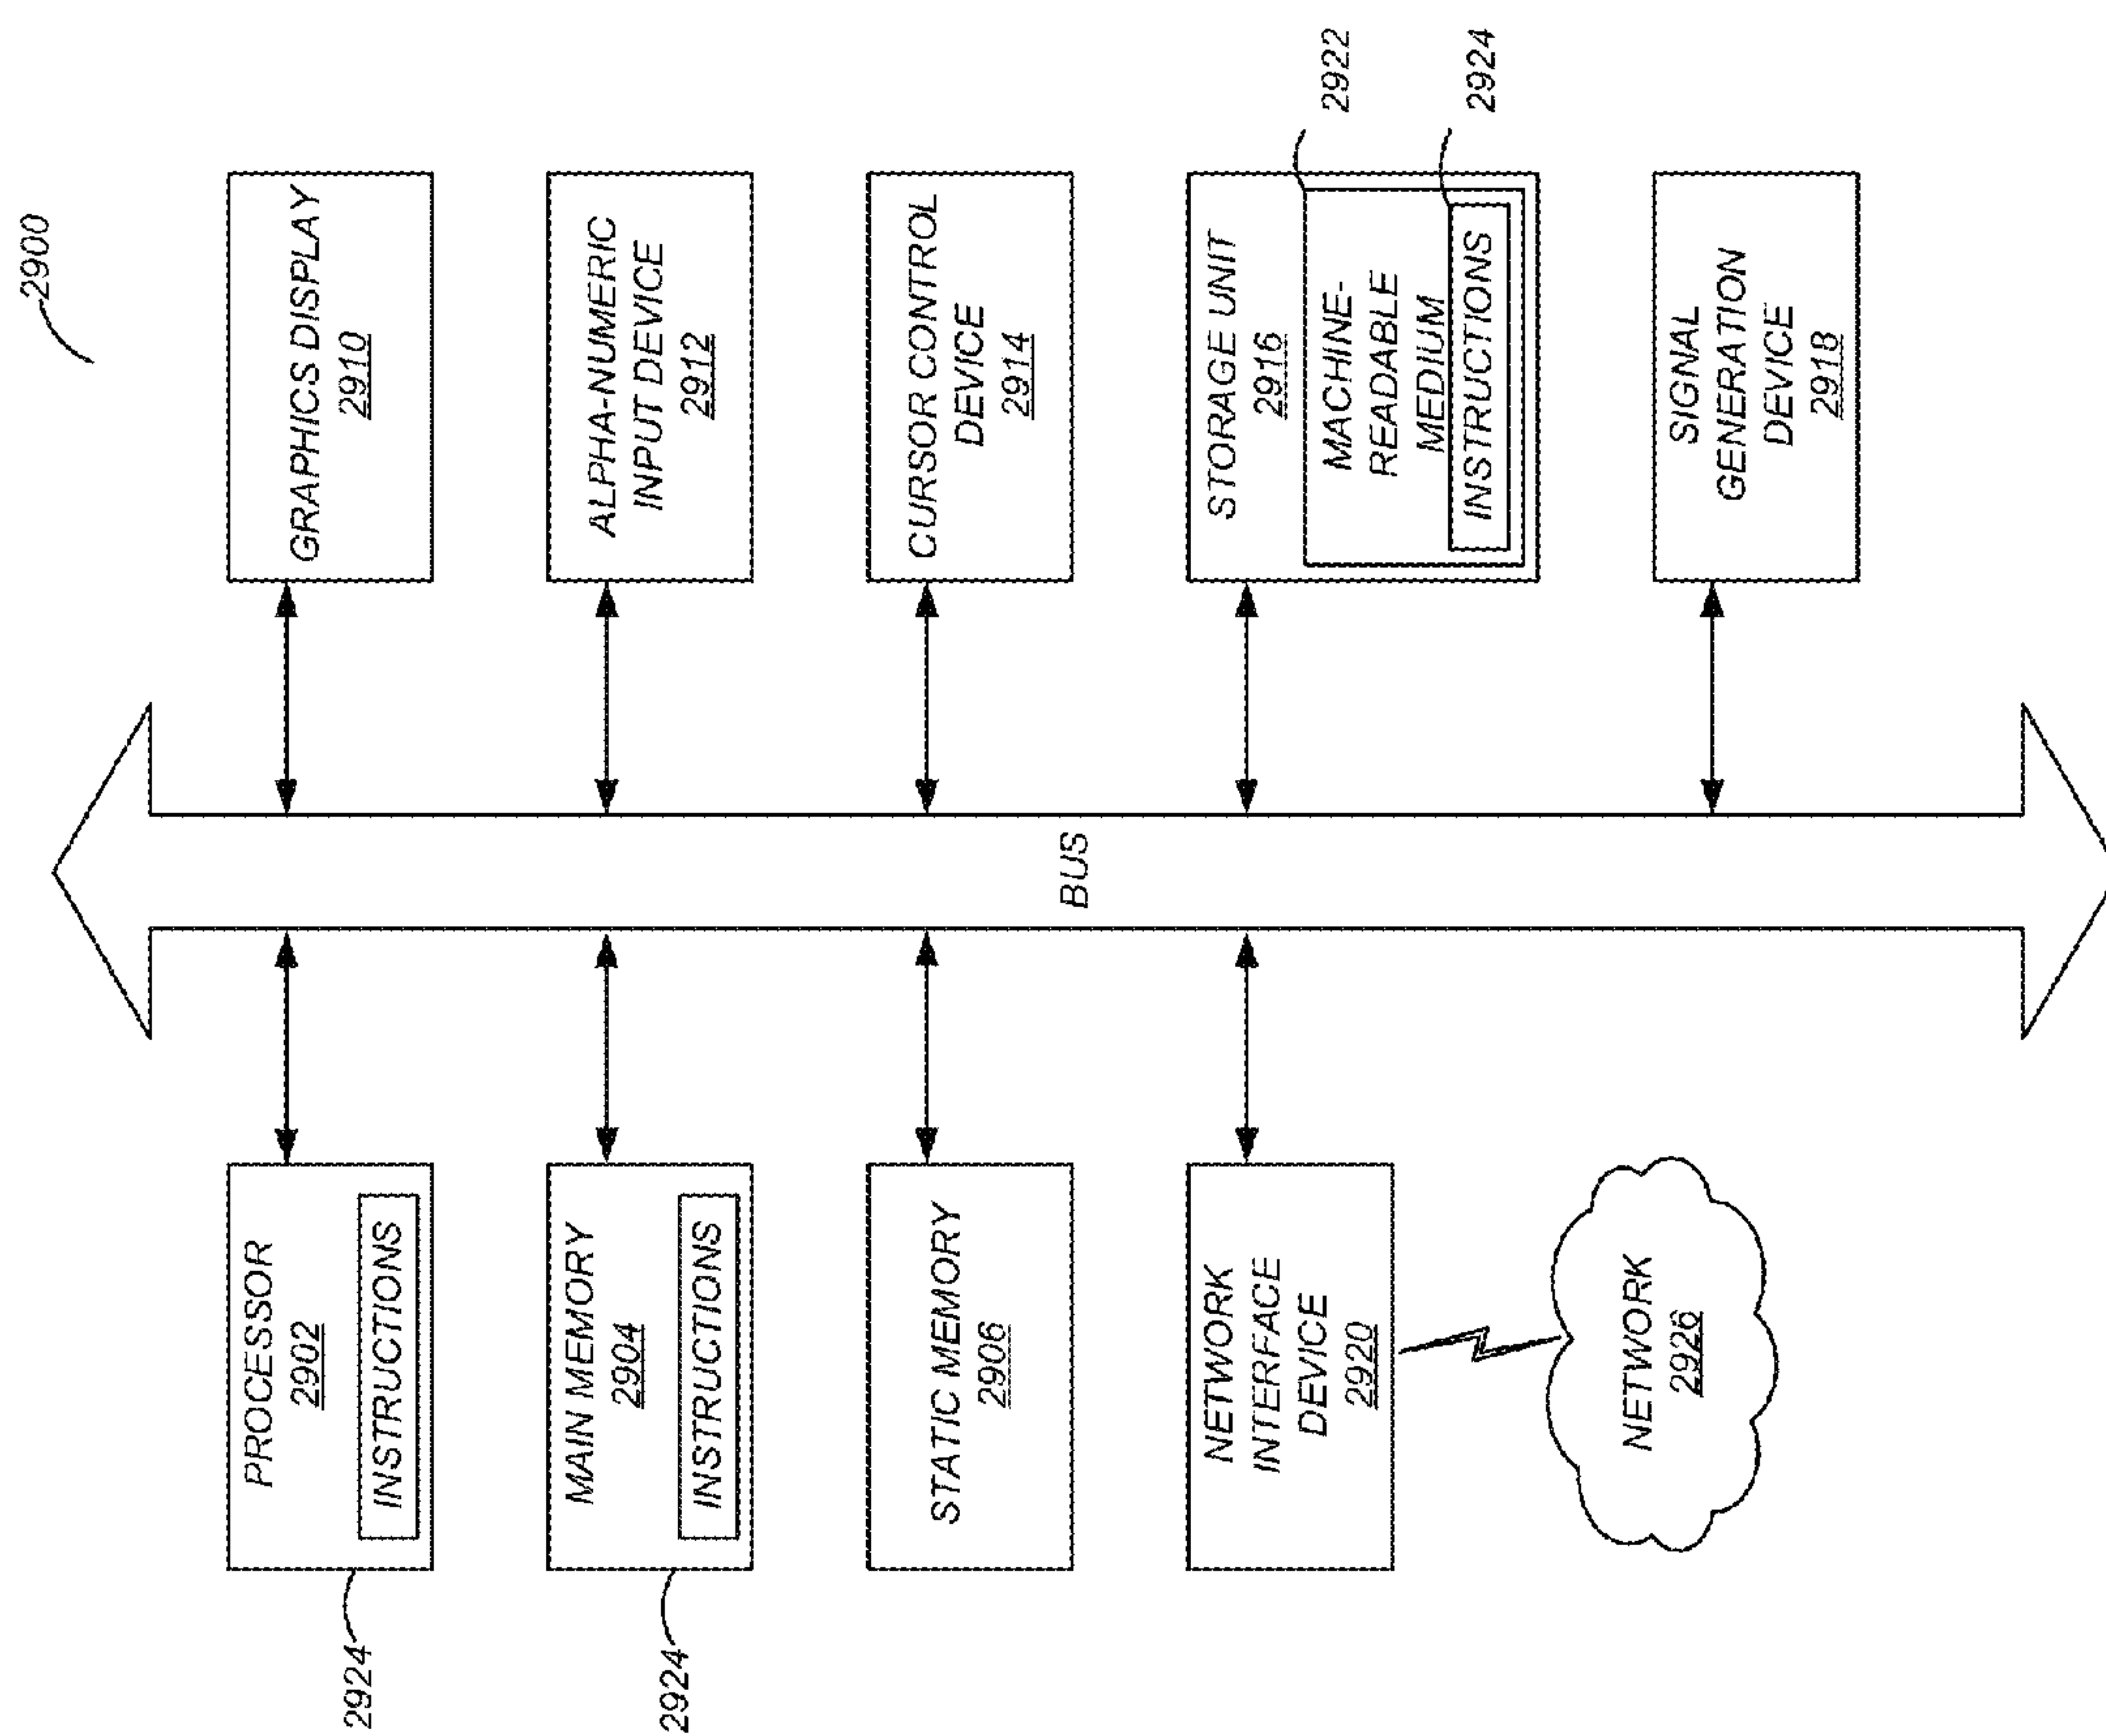 2900
PROCESSOR
2902
INSTRUCTIONS
2924
MAIN MEMORY
2904
INSTRUCTIONS
2924
STATIC MEMORY
2906
NETWORK
INTERFACE
DEVICE
2920
NETWORK
2926
BUS
GRAPHICS DISPLAY
2910
ALPHA-NUMERIC
INPUT DEVICE
2912
CURSOR CONTROL
DEVICE
2914
STORAGE UNIT
2916
MACHINE-
READABLE
MEDIUM
INSTRUCTIONS
2922
2924
SIGNAL
GENERATION
DEVICE
2918